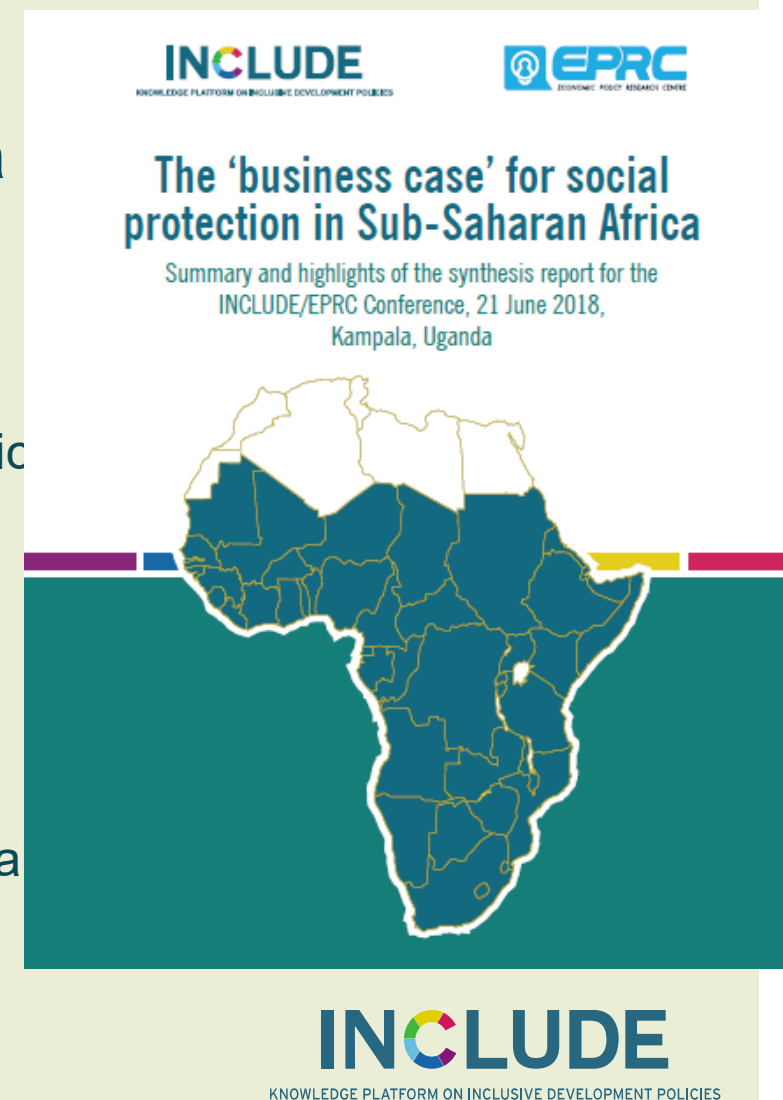 INCLUDE
KNOWLEDGE PLATFORM ON INCLUSIVE DEVELOPMENT POLICIES
EPRC
ECONOMIC POLICY RESEARCH CENTRE
The ‘business case’ for social
protection in Sub-Saharan Africa
Summary and highlights of the synthesis report for the
INCLUDE/EPRC Conference, 21 June 2018,
Kampala, Uganda
a
ic
a
INCLUDE
KNOWLEDGE PLATFORM ON INCLUSIVE DEVELOPMENT POLICIES